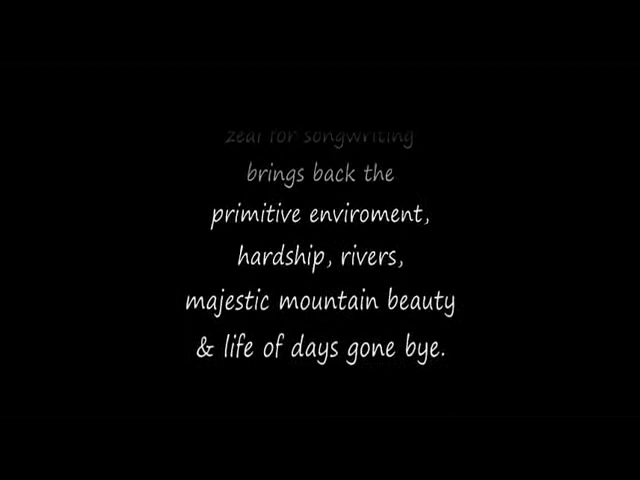 zeal for songwriting
brings back the
primitive enviroment,
hardship, rivers,
majestic mountain beauty
& life of days gone bye.